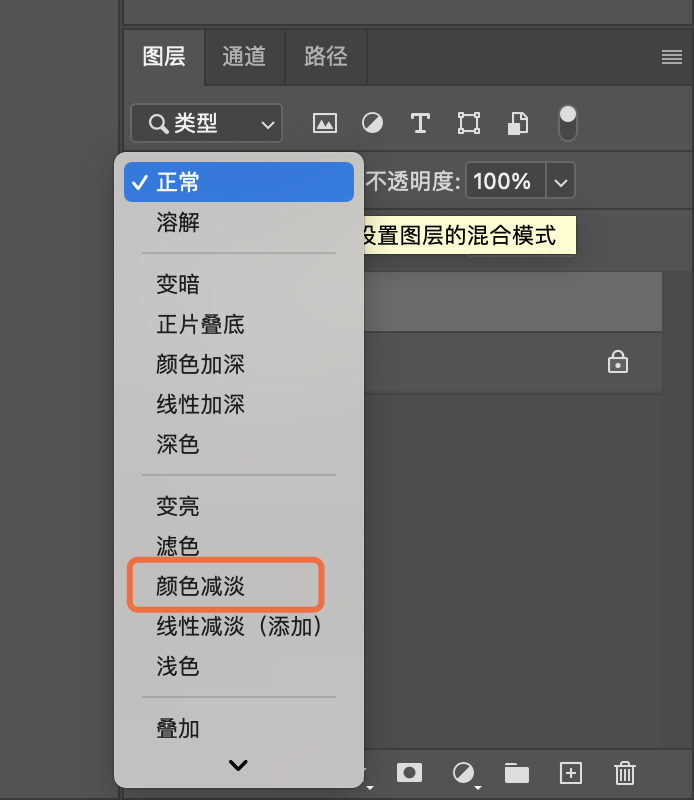 图层 通道 路径
类型
正常 不透明度: 100%
溶解
设置图层的混合模式
变暗
正片叠底
颜色加深
线性加深
深色
变亮
滤色
颜色减淡
线性减淡（添加）
浅色
叠加